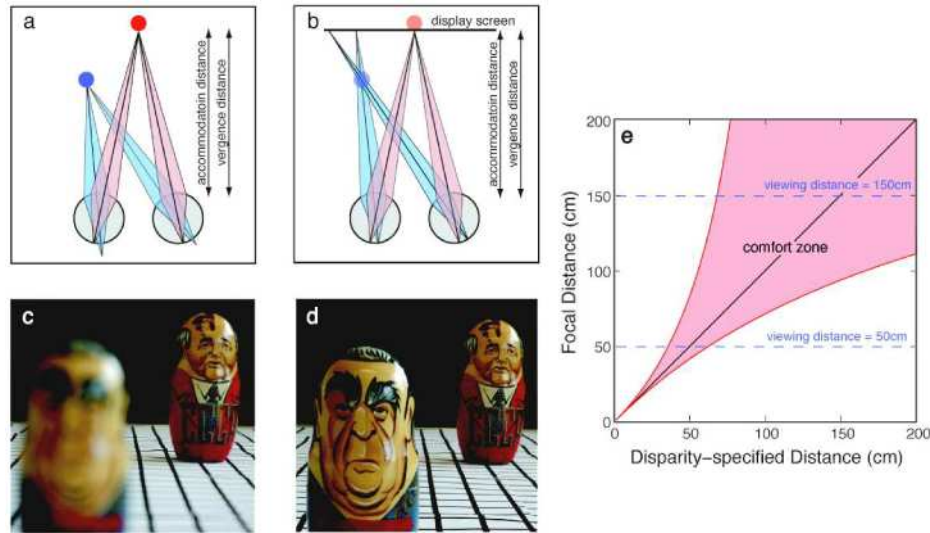 a
accommodatoin distance
vergence distance
b
display screen
accommodatoin distance
vergence distance
c
d
e
Focal Distance (cm)
200
150
100
50
0
viewing distance = 150cm
comfort zone
viewing distance = 50cm
0
50
100
150
200
Disparity-specified Distance (cm)